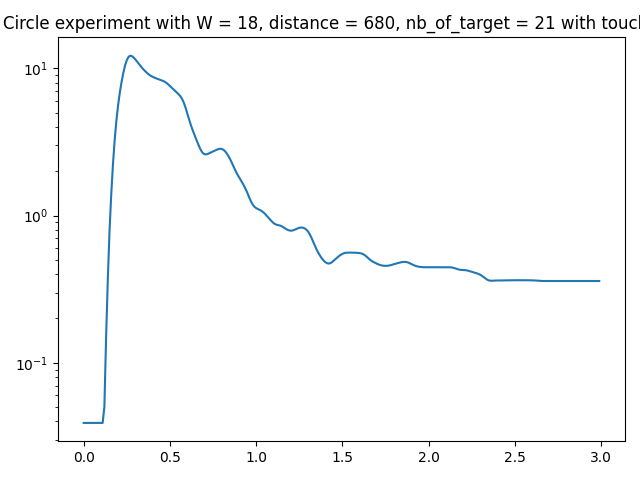 Circle experiment with W = 18, distance = 680, nb_of_target = 21 with
10¹
10⁰
10⁻¹
0.0 0.5 1.0 1.5 2.0 2.5 3.0